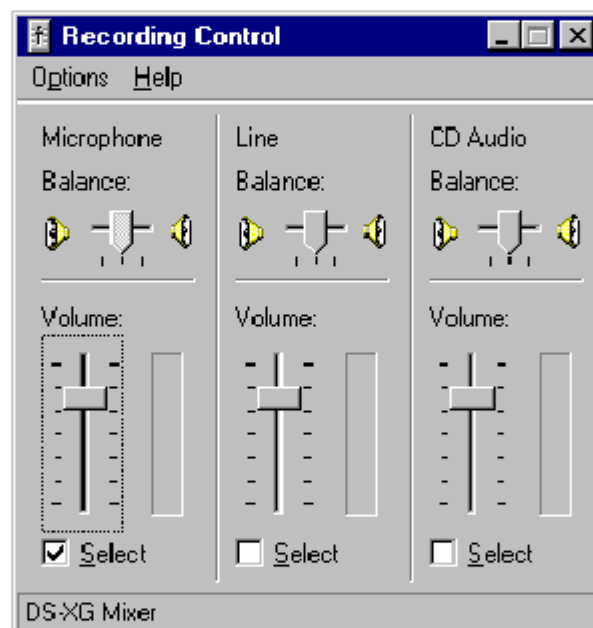 Recording Control
Options Help
Microphone Line CD Audio
Balance: Balance: Balance:
Volume: Volume: Volume:
Select Select Select
DS-XG Mixer